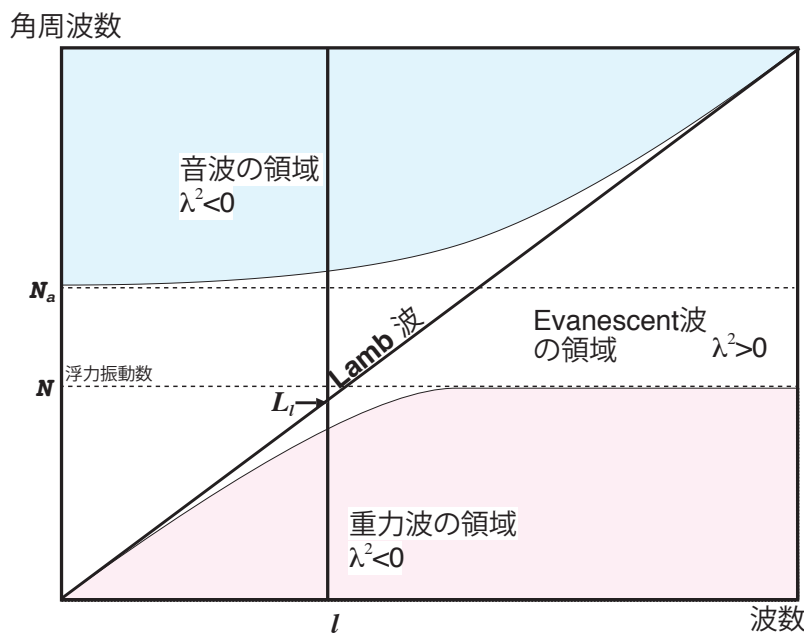 角周波数
音波の領域
λ²<0
Nₐ
Lamb 波
Evanescent波
の領域 λ²>0
N 浮力振動数
Lₗ
重力波の領域
λ²<0
l
波数